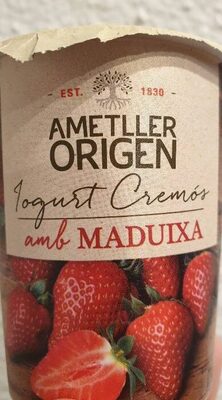 EST. 1830
AMETLLER
ORIGEN
Iogurt Cremós
amb MADUIXA